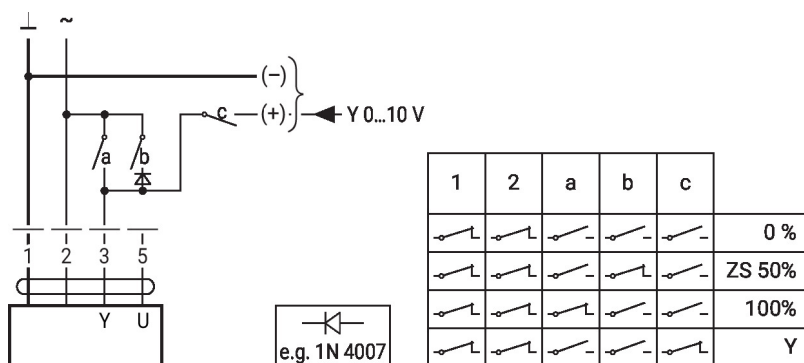 ⊥ ~
(–)
c (+) Y 0...10 V
a b
1 2 3 5
Y U
e.g. 1N 4007
1 2 a b c
0 %
ZS 50%
100%
Y